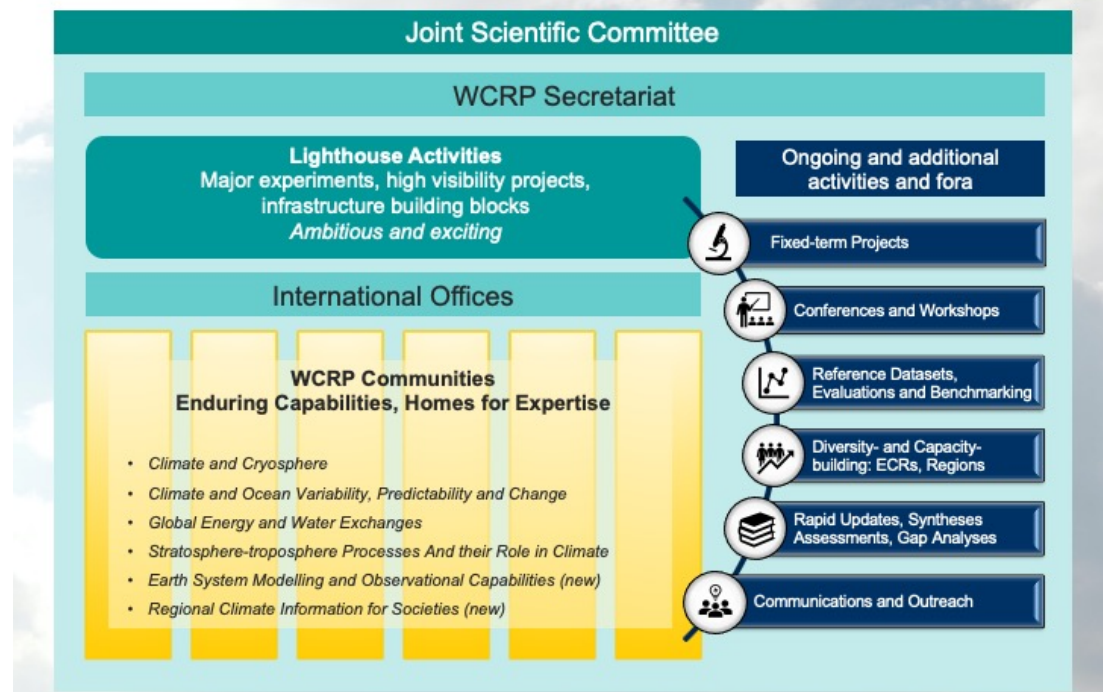 Joint Scientific Committee
WCRP Secretariat
Lighthouse Activities
Major experiments, high visibility projects,
infrastructure building blocks
Ambitious and exciting
International Offices
WCRP Communities
Enduring Capabilities, Homes for Expertise
• Climate and Cryosphere
• Climate and Ocean Variability, Predictability and Change
• Global Energy and Water Exchanges
• Stratosphere-troposphere Processes And their Role in Climate
• Earth System Modelling and Observational Capabilities (new)
• Regional Climate Information for Societies (new)
Ongoing and additional
activities and fora
Fixed-term Projects
Conferences and Workshops
Reference Datasets,
Evaluations and Benchmarking
Diversity- and Capacity-
building: ECRs, Regions
Rapid Updates, Syntheses
Assessments, Gap Analyses
Communications and Outreach